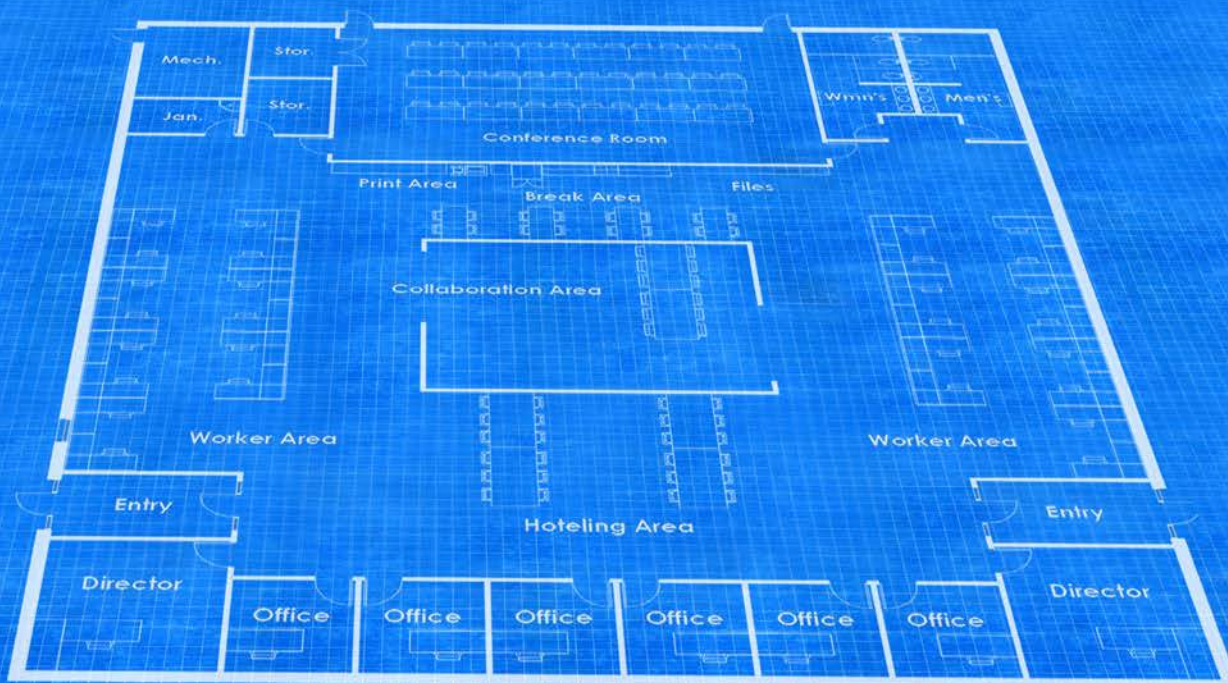 Mech.
Stor.
Stor.
Jan.
Wmn's
Men's
Conference Room
Print Area
Break Area
Files
Collaboration Area
Worker Area
Worker Area
Entry
Entry
Hoteling Area
Director
Director
Office
Office
Office
Office
Office
Office